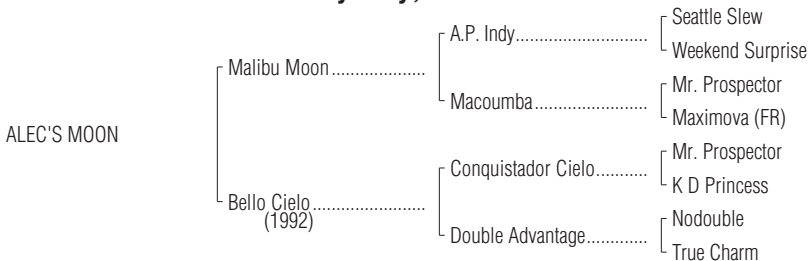 Seattle Slew
A.P. Indy
Weekend Surprise
Malibu Moon
Mr. Prospector
Macoumba
Maximova (FR)
ALEC'S MOON
Mr. Prospector
Conquistador Cielo
K D Princess
Bello Cielo
(1992)
Nodouble
Double Advantage
True Charm